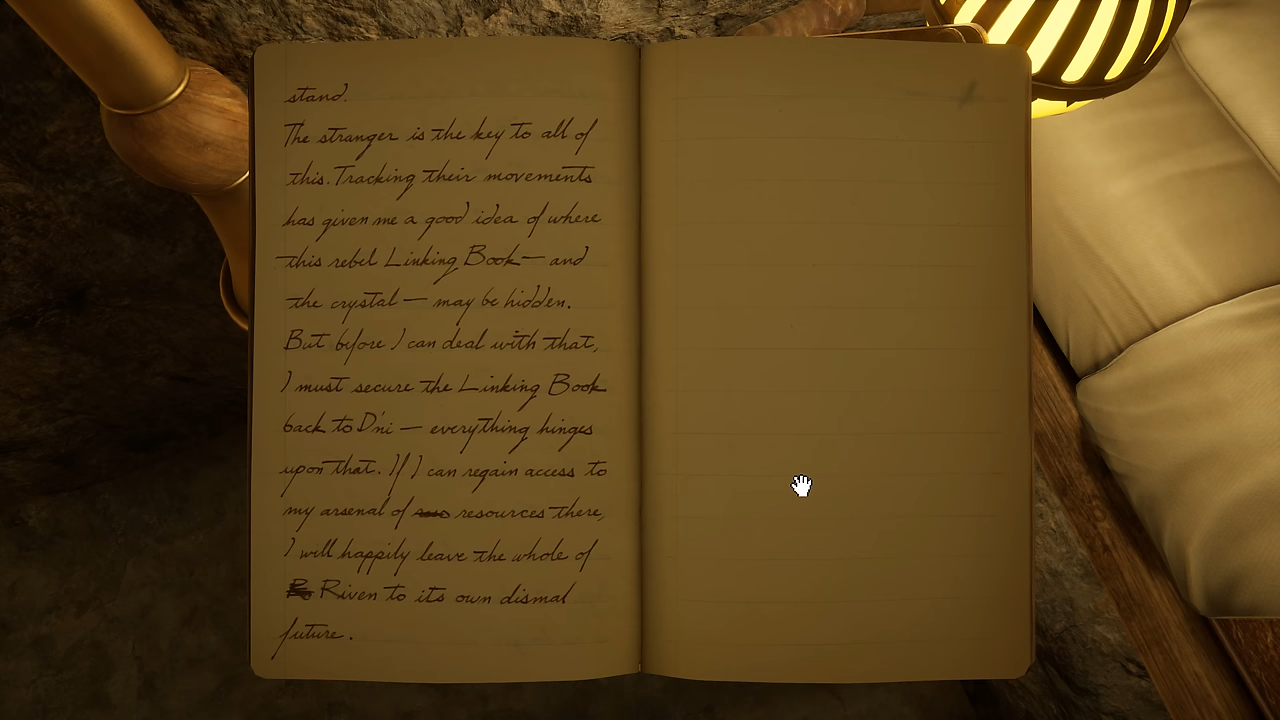 stand.
The stranger is the key to all of
this. Tracking their movements
has given me a good idea of where
this rebel Linking Book — and
the crystal — may be hidden.
But before I can deal with that,
I must secure the Linking Book
back to D'ni — everything hinges
upon that. If I can regain access to
my arsenal of resources there,
I will happily leave the whole of
Riven to its own dismal
future.